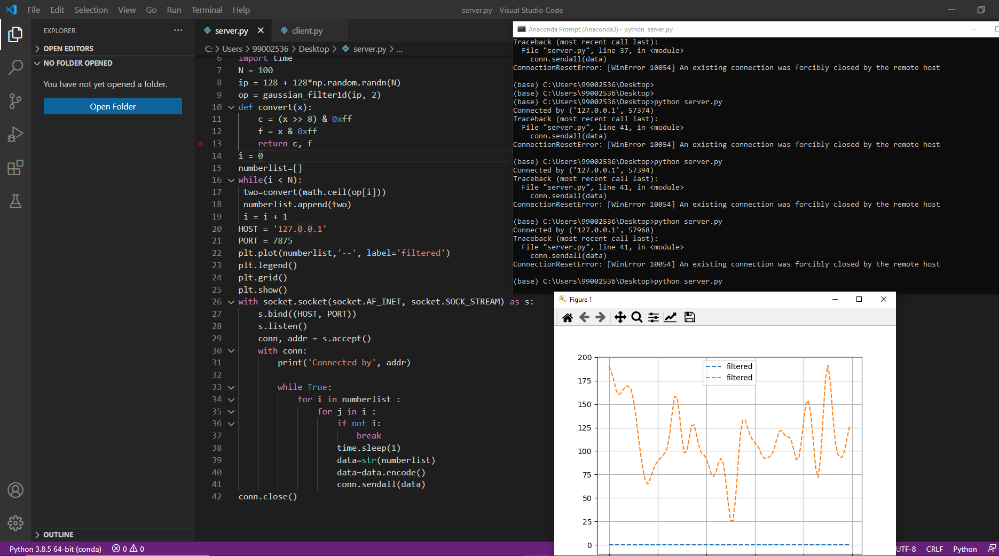 File Edit Selection View Go Run Terminal Help
server.py - Visual Studio Code
EXPLORER
OPEN EDITORS
NO FOLDER OPENED
You have not yet opened a folder.
Open Folder
OUTLINE
server.py
client.py
C: > Users > 99002536 > Desktop > server.py > ...
6 import time
7 N = 100
8 ip = 128 + 128*np.random.randn(N)
9 op = gaussian_filter1d(ip, 2)
10 def convert(x):
11 c = (x >> 8) & 0xff
12 f = x & 0xff
13 return c, f
14 i = 0
15 numberlist=[]
16 while(i < N):
17 two=convert(math.ceil(op[i]))
18 numberlist.append(two)
19 i = i + 1
20 HOST = '127.0.0.1'
21 PORT = 7875
22 plt.plot(numberlist,'--', label='filtered')
23 plt.legend()
24 plt.grid()
25 plt.show()
26 with socket.socket(socket.AF_INET, socket.SOCK_STREAM) as s:
27 s.bind((HOST, PORT))
28 s.listen()
29 conn, addr = s.accept()
30 with conn:
31 print('Connected by', addr)
32
33 while True:
34 for i in numberlist :
35 for j in i :
36 if not i:
37 break
38 time.sleep(1)
39 data=str(numberlist)
40 data=data.encode()
41 conn.sendall(data)
42 conn.close()
Anaconda Prompt (Anaconda3) - python server.py
Traceback (most recent call last):
File "server.py", line 37, in <module>
conn.sendall(data)
ConnectionResetError: [WinError 10054] An existing connection was forcibly closed by the remote host
(base) C:\Users\99002536\Desktop>
(base) C:\Users\99002536\Desktop>
(base) C:\Users\99002536\Desktop>python server.py
Connected by ('127.0.0.1', 57374)
Traceback (most recent call last):
File "server.py", line 41, in <module>
conn.sendall(data)
ConnectionResetError: [WinError 10054] An existing connection was forcibly closed by the remote host
(base) C:\Users\99002536\Desktop>python server.py
Connected by ('127.0.0.1', 57394)
Traceback (most recent call last):
File "server.py", line 41, in <module>
conn.sendall(data)
ConnectionResetError: [WinError 10054] An existing connection was forcibly closed by the remote host
(base) C:\Users\99002536\Desktop>python server.py
Connected by ('127.0.0.1', 57968)
Traceback (most recent call last):
File "server.py", line 41, in <module>
conn.sendall(data)
ConnectionResetError: [WinError 10054] An existing connection was forcibly closed by the remote host
(base) C:\Users\99002536\Desktop>python server.py
Figure 1
200
175
150
125
100
75
50
25
0
filtered
filtered
Python 3.8.5 64-bit (conda) 0 0
UTF-8 CRLF Python